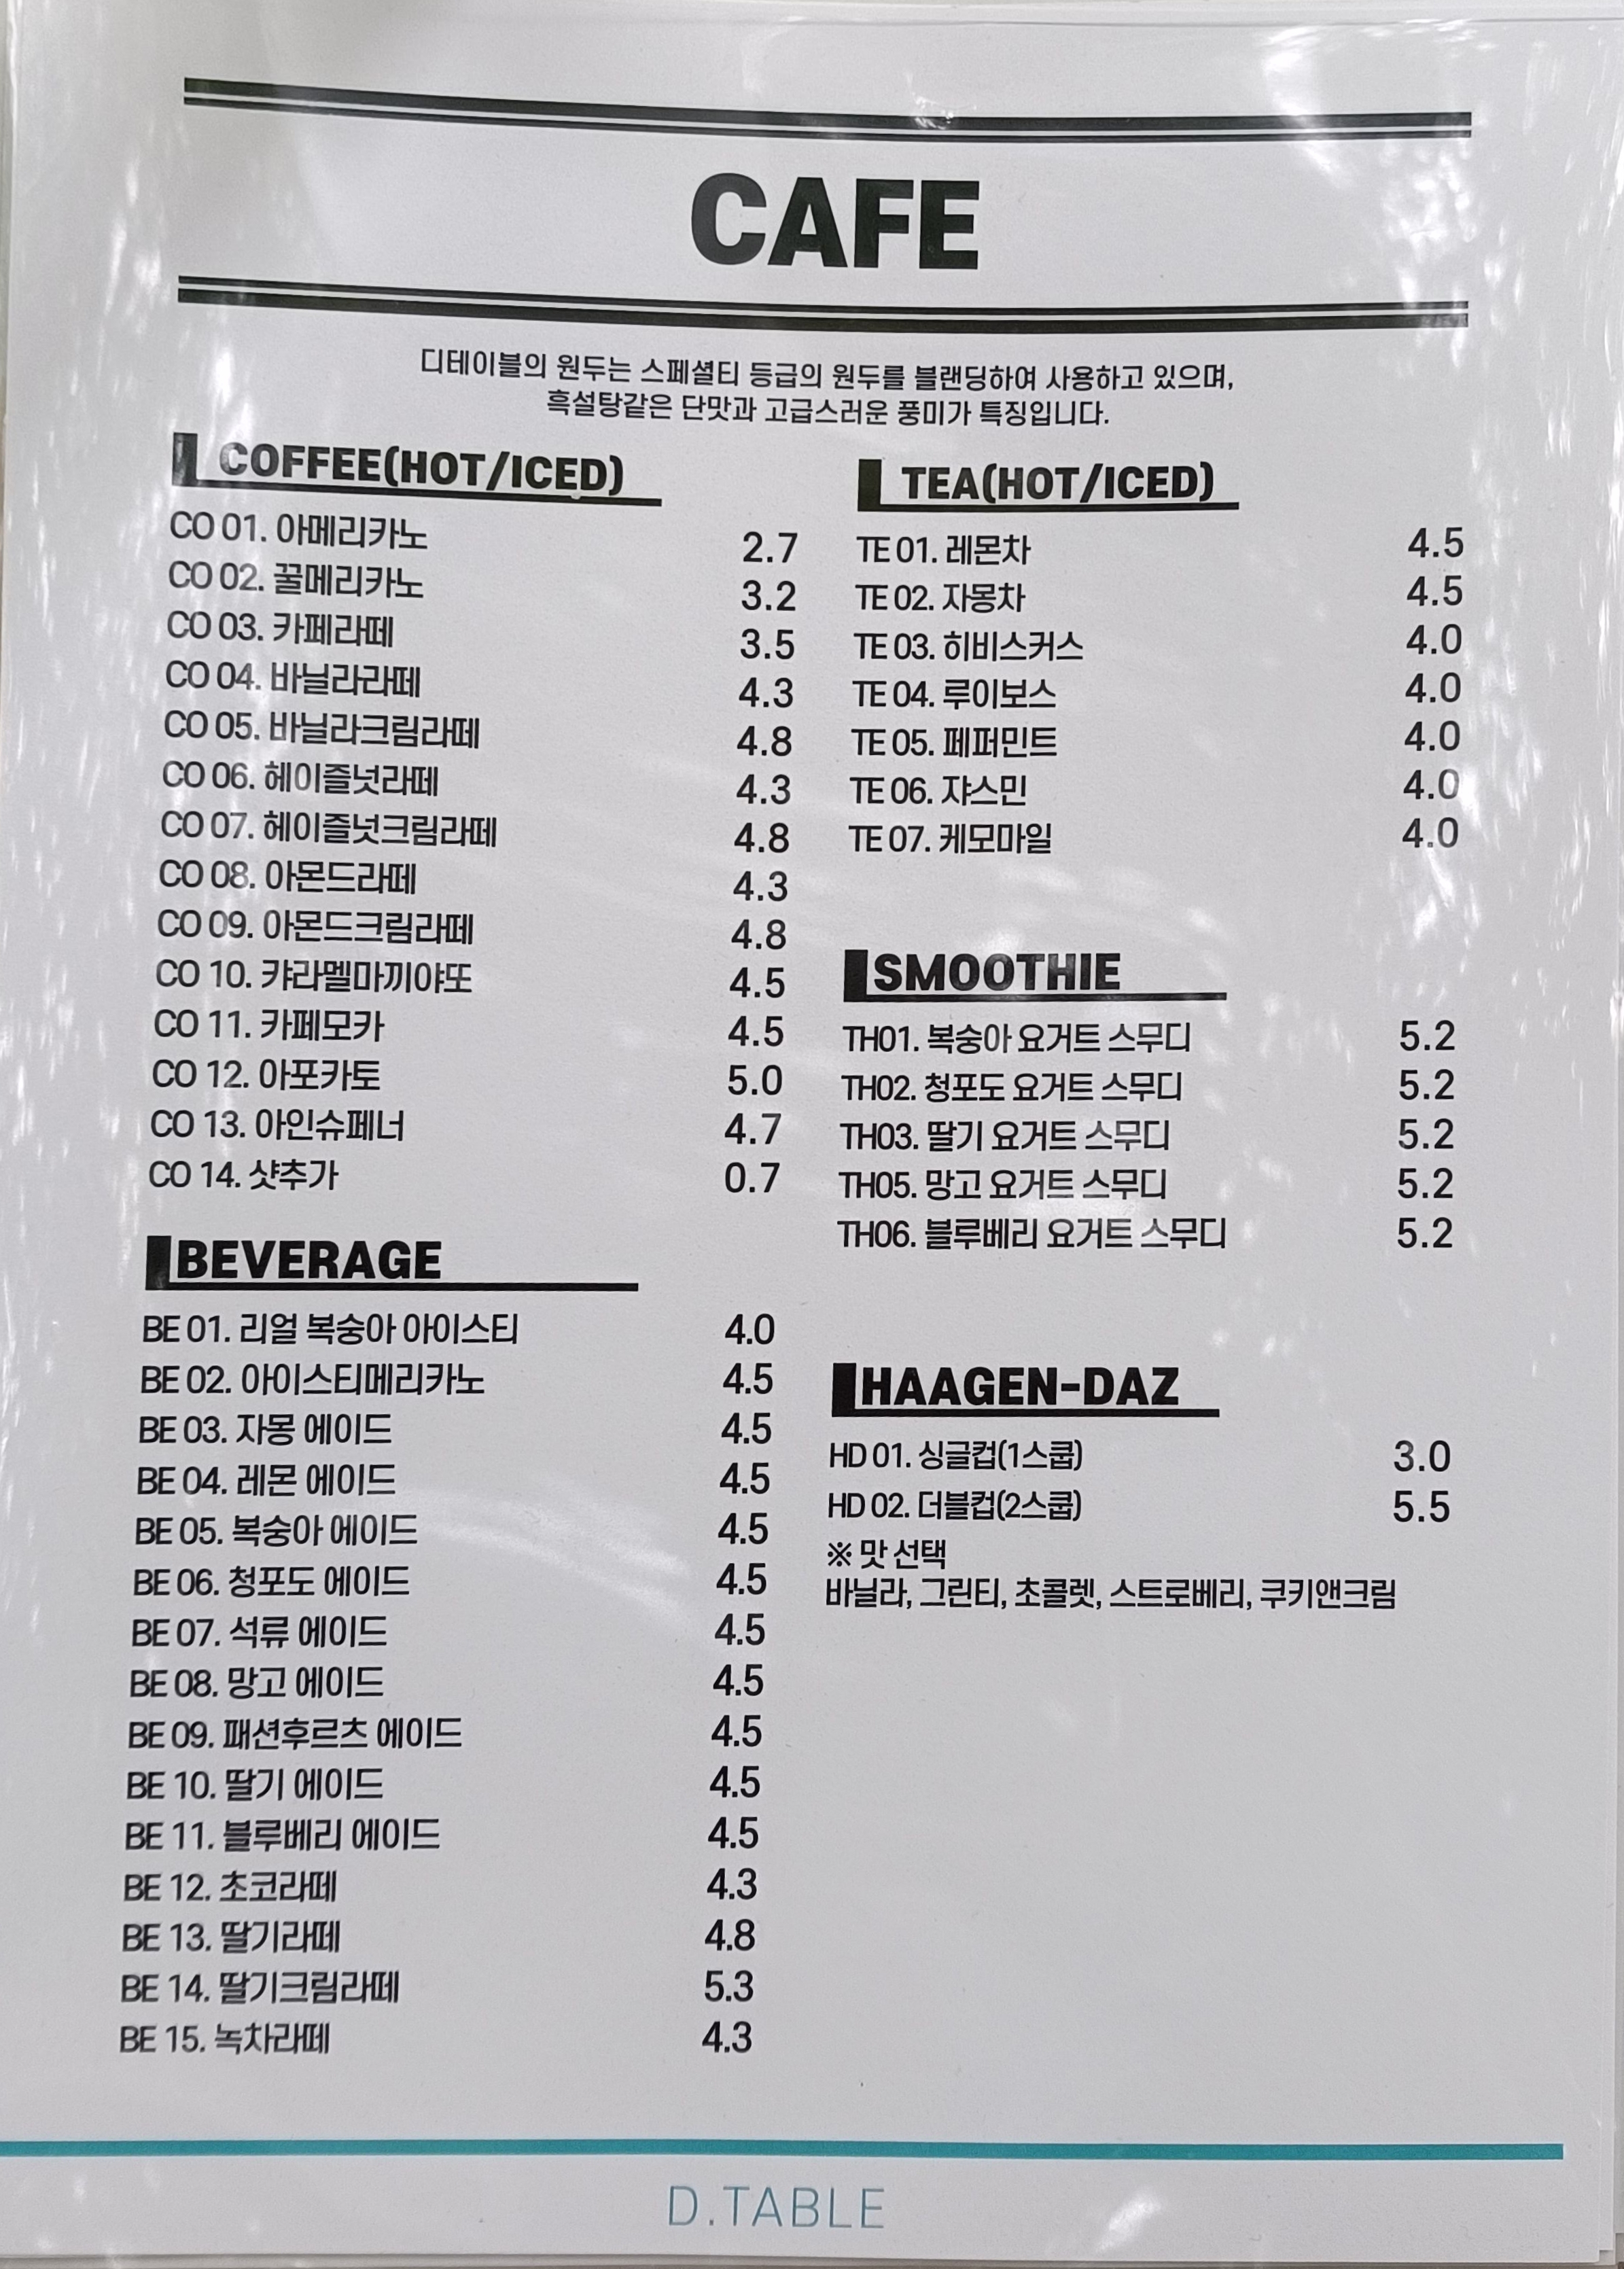 CAFE
디테이블의 원두는 스페셜티 등급의 원두를 블랜딩하여 사용하고 있으며,
흑설탕같은 단맛과 고급스러운 풍미가 특징입니다.
COFFEE(HOT/ICED)
CO 01. 아메리카노 2.7
CO 02. 꿀메리카노 3.2
CO 03. 카페라떼 3.5
CO 04. 바닐라라떼 4.3
CO 05. 바닐라크림라떼 4.8
CO 06. 헤이즐넛라떼 4.3
CO 07. 헤이즐넛크림라떼 4.8
CO 08. 아몬드라떼 4.3
CO 09. 아몬드크림라떼 4.8
CO 10. 캬라멜마끼야또 4.5
CO 11. 카페모카 4.5
CO 12. 아포카토 5.0
CO 13. 아인슈페너 4.7
CO 14. 샷추가 0.7
BEVERAGE
BE 01. 리얼 복숭아 아이스티 4.0
BE 02. 아이스티메리카노 4.5
BE 03. 자몽 에이드 4.5
BE 04. 레몬 에이드 4.5
BE 05. 복숭아 에이드 4.5
BE 06. 청포도 에이드 4.5
BE 07. 석류 에이드 4.5
BE 08. 망고 에이드 4.5
BE 09. 패션후르츠 에이드 4.5
BE 10. 딸기 에이드 4.5
BE 11. 블루베리 에이드 4.5
BE 12. 초코라떼 4.3
BE 13. 딸기라떼 4.8
BE 14. 딸기크림라떼 5.3
BE 15. 녹차라떼 4.3
TEA(HOT/ICED)
TE 01. 레몬차 4.5
TE 02. 자몽차 4.5
TE 03. 히비스커스 4.0
TE 04. 루이보스 4.0
TE 05. 페퍼민트 4.0
TE 06. 쟈스민 4.0
TE 07. 케모마일 4.0
SMOOTHIE
TH01. 복숭아 요거트 스무디 5.2
TH02. 청포도 요거트 스무디 5.2
TH03. 딸기 요거트 스무디 5.2
TH05. 망고 요거트 스무디 5.2
TH06. 블루베리 요거트 스무디 5.2
HAAGEN-DAZ
HD 01. 싱글컵(1스쿱) 3.0
HD 02. 더블컵(2스쿱) 5.5
※ 맛 선택
바닐라, 그린티, 초콜렛, 스트로베리, 쿠키앤크림
D.TABLE